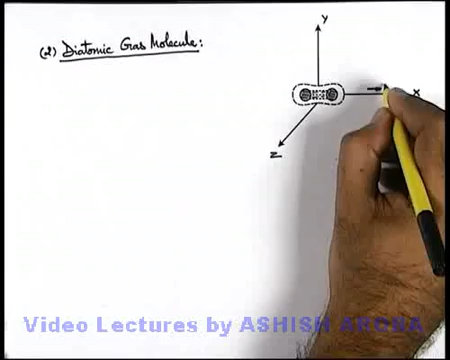 (2) Diatomic Gas Molecule:
Y
X
Z
Video Lectures by ASHISH ARORA